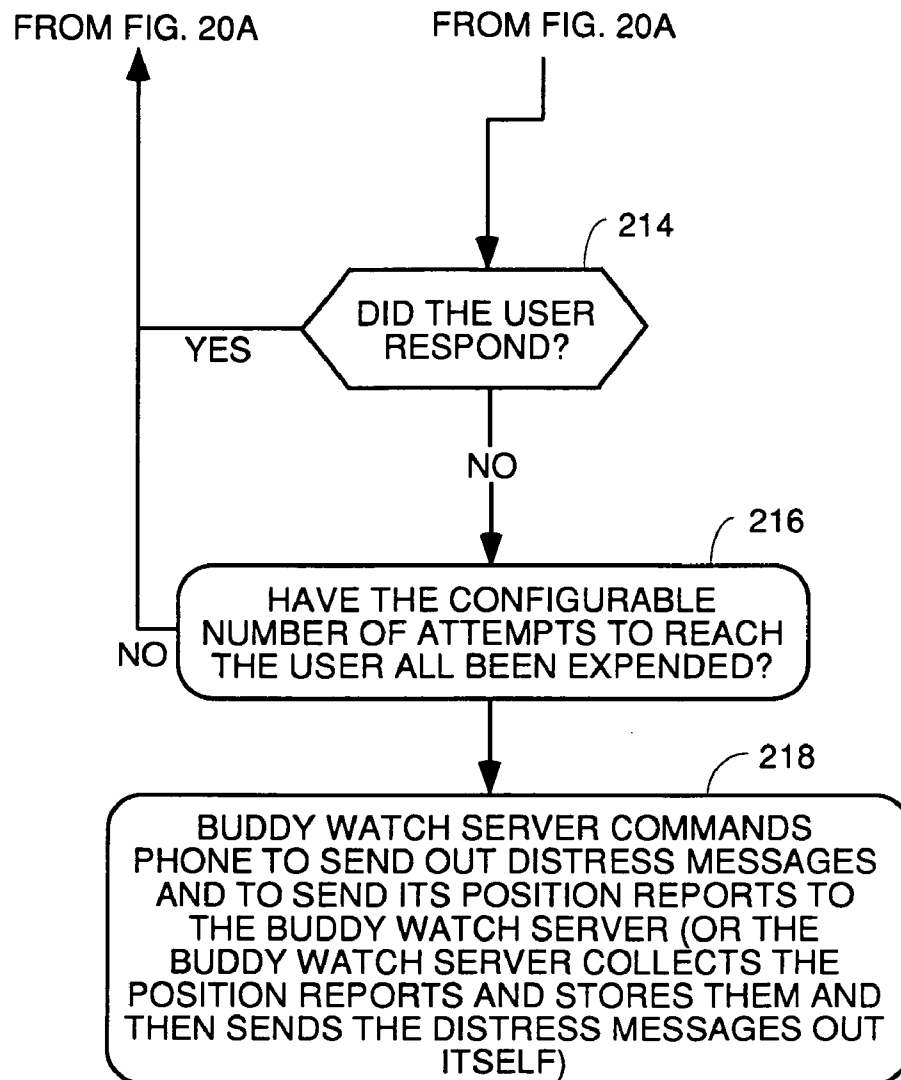 FROM FIG. 20A
FROM FIG. 20A
214
DID THE USER
RESPOND?
YES
NO
216
HAVE THE CONFIGURABLE
NUMBER OF ATTEMPTS TO REACH
THE USER ALL BEEN EXPENDED?
NO
218
BUDDY WATCH SERVER COMMANDS
PHONE TO SEND OUT DISTRESS MESSAGES
AND TO SEND ITS POSITION REPORTS TO
THE BUDDY WATCH SERVER (OR THE
BUDDY WATCH SERVER COLLECTS THE
POSITION REPORTS AND STORES THEM AND
THEN SENDS THE DISTRESS MESSAGES OUT
ITSELF)